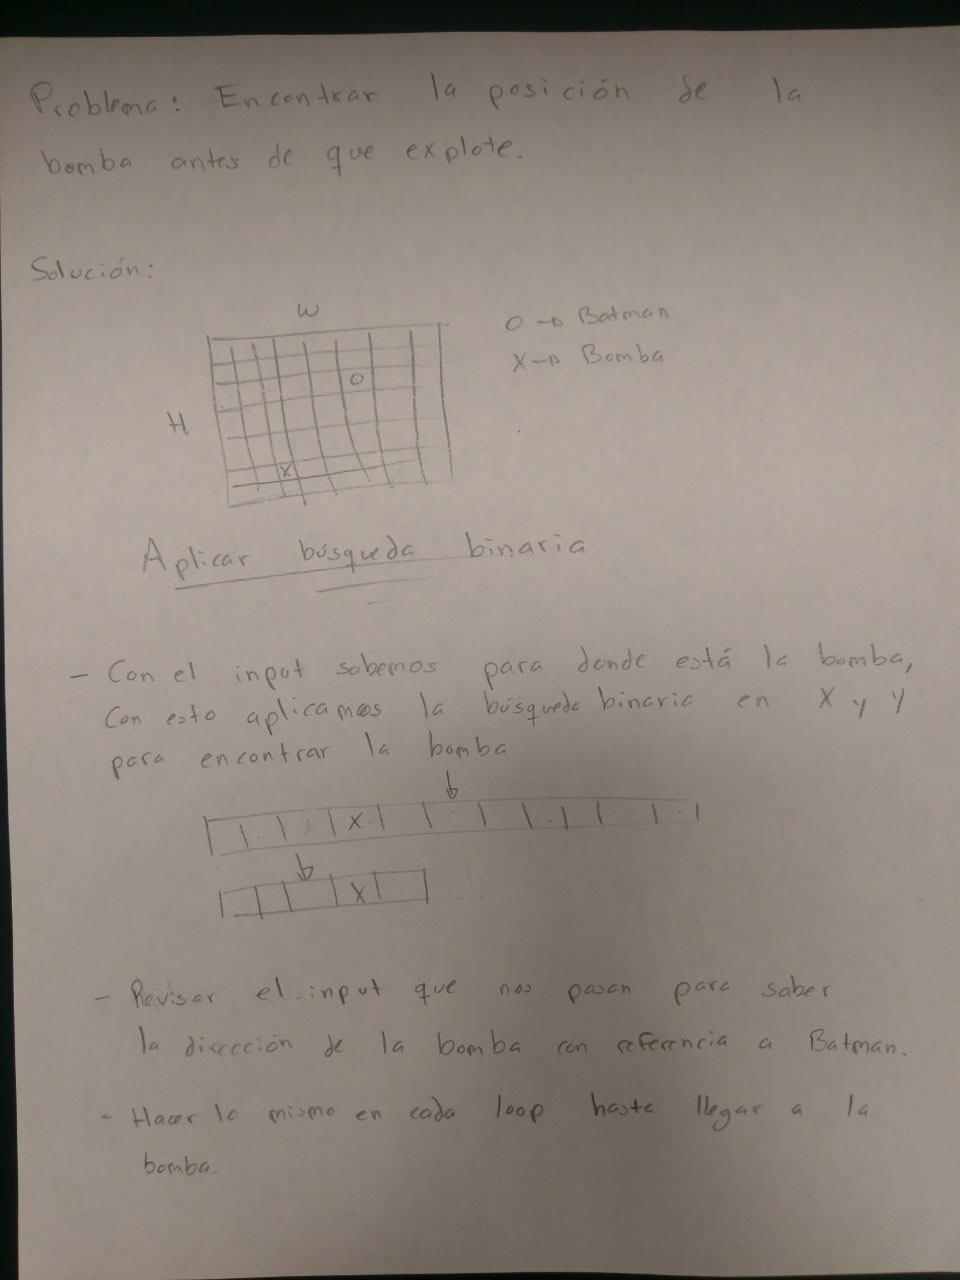 Problema: Encontrar la posición de la
bomba antes de que explote.
Solución:
W
O → Batman
X → Bomba
O
H
X
Aplicar búsqueda binaria
- Con el input sabemos para donde está la bomba,
Con esto aplicamos la búsqueda binaria en X y Y
para encontrar la bomba
X
X
- Revisar el input que nos pasan para saber
la dirección de la bomba con referencia a Batman.
- Hacer lo mismo en cada loop hasta llegar a la
bomba.